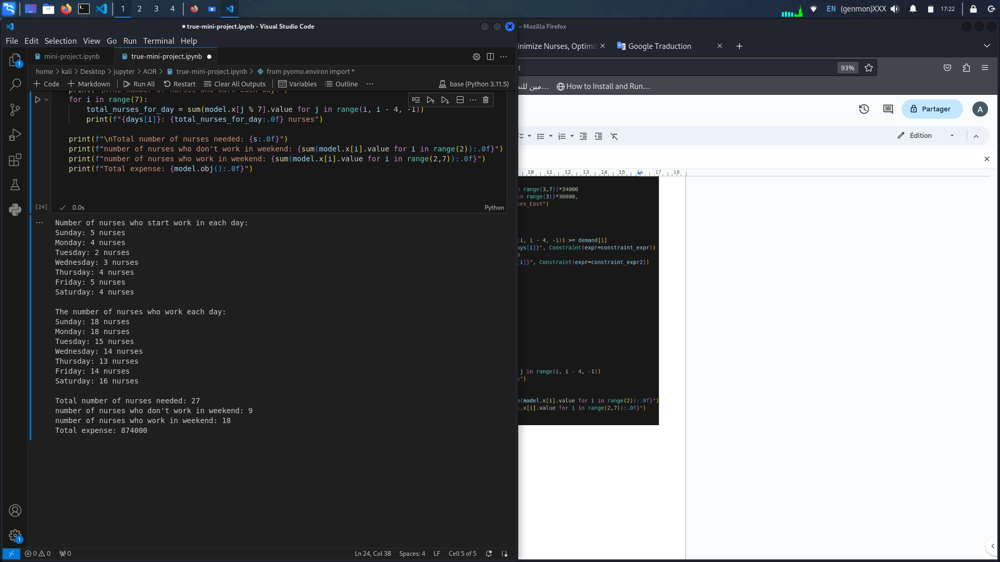 1 2 3 4
EN (genmon)XXX 17:22
true-mini-project.ipynb - Visual Studio Code
— Mozilla Firefox
File Edit Selection View Go Run Terminal Help
mini-project.ipynb
true-mini-project.ipynb
inimize Nurses, Optimiz
Google Traduction
home > kali > Desktop > jupyter > AOR > true-mini-project.ipynb > from pyomo.environ import *
93%
+ Code + Markdown Run All Restart Clear All Outputs Variables Outline ... base (Python 3.11.5)
How to Install and Run...
print("\nThe number of nurses who work each day:")
for i in range(7):
total_nurses_for_day = sum(model.x[j % 7].value for j in range(i, i - 4, -1))
print(f"{days[i]}: {total_nurses_for_day:.0f} nurses")
print(f"\nTotal number of nurses needed: {s:.0f}")
print(f"number of nurses who don't work in weekend: {sum(model.x[i].value for i in range(2)):.0f}")
print(f"number of nurses who work in weekend: {sum(model.x[i].value for i in range(2,7)):.0f}")
print(f"Total expense: {model.obj():.0f}")
[24] 0.0s Python
Number of nurses who start work in each day:
Sunday: 5 nurses
Monday: 4 nurses
Tuesday: 2 nurses
Wednesday: 3 nurses
Thursday: 4 nurses
Friday: 5 nurses
Saturday: 4 nurses
The number of nurses who work each day:
Sunday: 18 nurses
Monday: 18 nurses
Tuesday: 15 nurses
Wednesday: 14 nurses
Thursday: 13 nurses
Friday: 14 nurses
Saturday: 16 nurses
Total number of nurses needed: 27
number of nurses who don't work in weekend: 9
number of nurses who work in weekend: 18
Total expense: 874000
1
1
0 0 0
Ln 24, Col 38 Spaces: 4 LF Cell 5 of 5
Partager
A
Édition
10 11 12 13 14 15 16 17 18
n range(3,7))*34000
in range(3))*30000,
ses_Cost")
(i, i - 4, -1)) >= demand[i]
ays[i]}", Constraint(expr=constraint_expr))
[i]}", Constraint(expr=constraint_expr2))
j in range(i, i - 4, -1))
s")
m(model.x[i].value for i in range(2)):.0f}")
l.x[i].value for i in range(2,7)):.0f}")